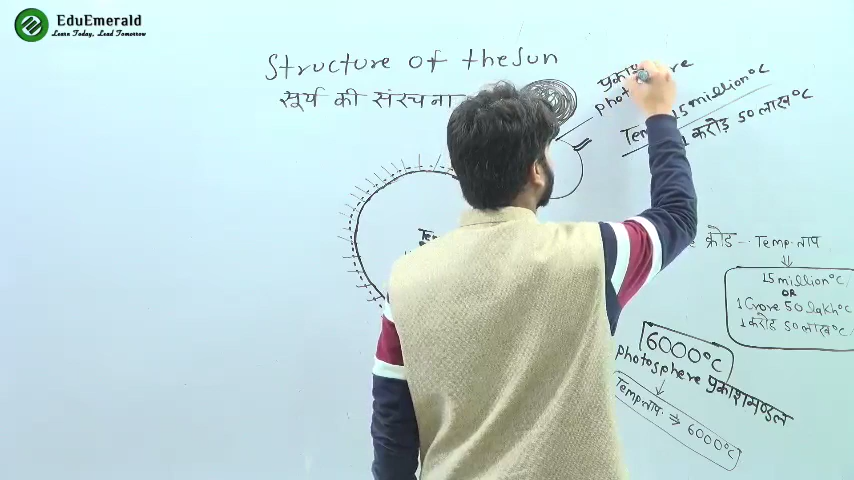 EduEmerald
Learn Today, Lead Tomorrow
Structure of the Sun
सूर्य की संरचना
15 million°C
1 करोड़ 50 लाख°C
क्रोड -- Temp. नाप
15 million°C
OR
1 Crore 50 lakh°C
1 करोड 50 लाख°C
6000°C
photosphere प्रकाशमण्डल
Temp. नाप ⇒ 6000°C